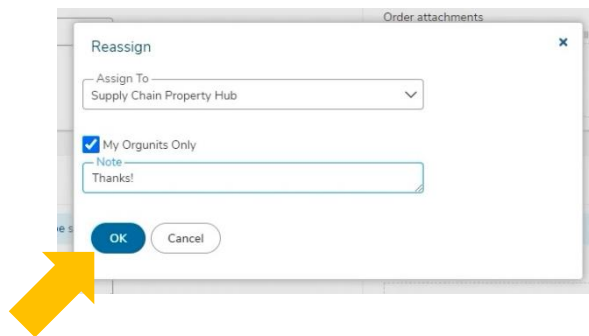 Order attachments
Reassign
Assign To
Supply Chain Property Hub
My Orgunits Only
Note
Thanks!
OK
Cancel